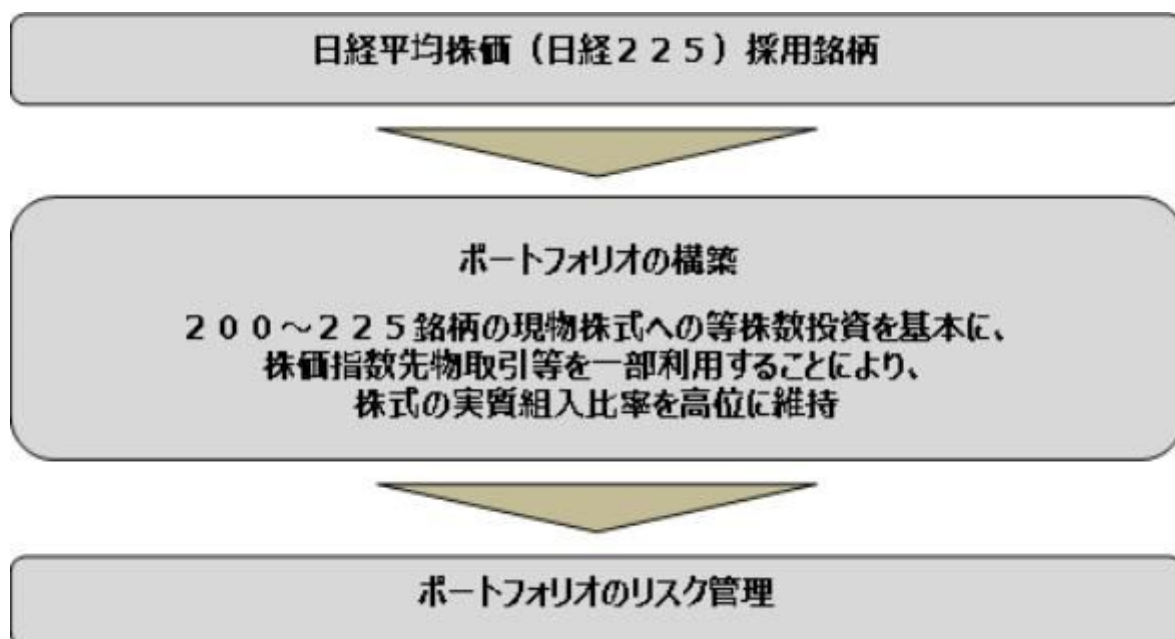 日経平均株価（日経２２５）採用銘柄
ポートフォリオの構築
２００～２２５銘柄の現物株式への等株数投資を基本に、
株価指数先物取引等を一部利用することにより、
株式の実質組入比率を高位に維持
ポートフォリオのリスク管理